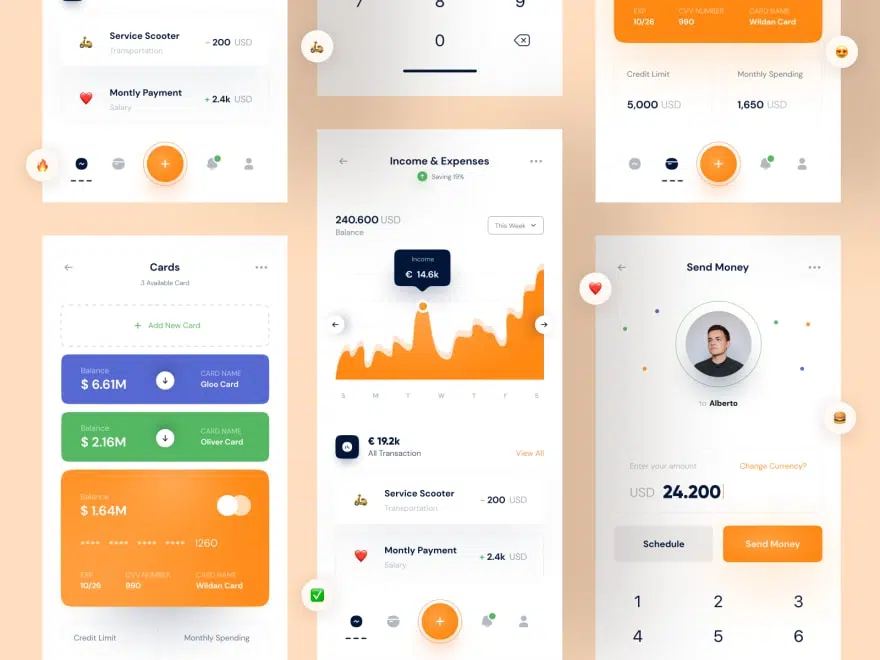 Service Scooter
Transportation
- 200 USD
Montly Payment
Salary
+ 2.4k USD
Cards
3 Available Card
+ Add New Card
Balance
$ 6.61M
CARD NAME
Gloo Card
Balance
$ 2.16M
CARD NAME
Oliver Card
Balance
$ 1.64M
**** **** **** **** 1260
EXP
10/26
CVV NUMBER
990
CARD NAME
Wildan Card
Credit Limit
Monthly Spending
7 8 9
0
Income & Expenses
Saving 19%
240.600 USD
Balance
This Week
Income
€ 14.6k
S M T W T F S
€ 19.2k
All Transaction
View All
Service Scooter
Transportation
- 200 USD
Montly Payment
Salary
+ 2.4k USD
EXP
10/26
CVV NUMBER
990
CARD NAME
Wildan Card
Credit Limit
5,000 USD
Monthly Spending
1,650 USD
Send Money
to Alberto
Enter your amount
Change Currency?
USD 24.200
Schedule
Send Money
1 2 3
4 5 6